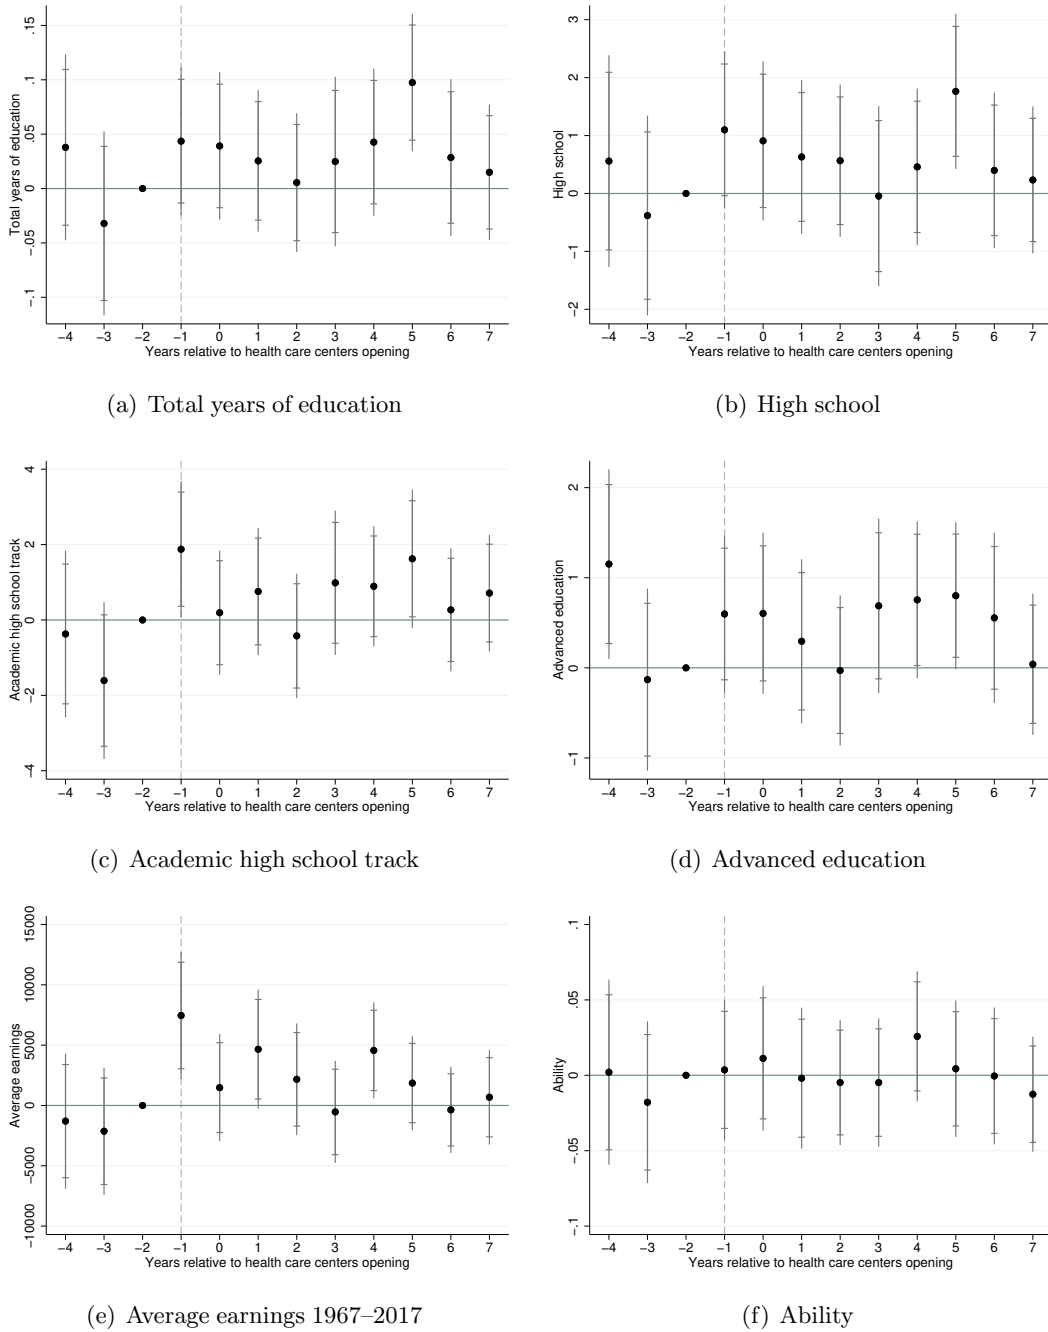 Total years of education
.15
.1
.05
0
−.05
−.1
−4 −3 −2 −1 0 1 2 3 4 5 6 7
Years relative to health care centers opening
(a) Total years of education
High school
3
2
1
0
−1
−2
−4 −3 −2 −1 0 1 2 3 4 5 6 7
Years relative to health care centers opening
(b) High school
Academic high school track
4
2
0
−2
−4
−4 −3 −2 −1 0 1 2 3 4 5 6 7
Years relative to health care centers opening
(c) Academic high school track
Advanced education
2
1
0
−1
−4 −3 −2 −1 0 1 2 3 4 5 6 7
Years relative to health care centers opening
(d) Advanced education
Average earnings
15000
10000
5000
0
−5000
−10000
−4 −3 −2 −1 0 1 2 3 4 5 6 7
Years relative to health care centers opening
(e) Average earnings 1967–2017
Ability
.1
.05
0
−.05
−.1
−4 −3 −2 −1 0 1 2 3 4 5 6 7
Years relative to health care centers opening
(f) Ability